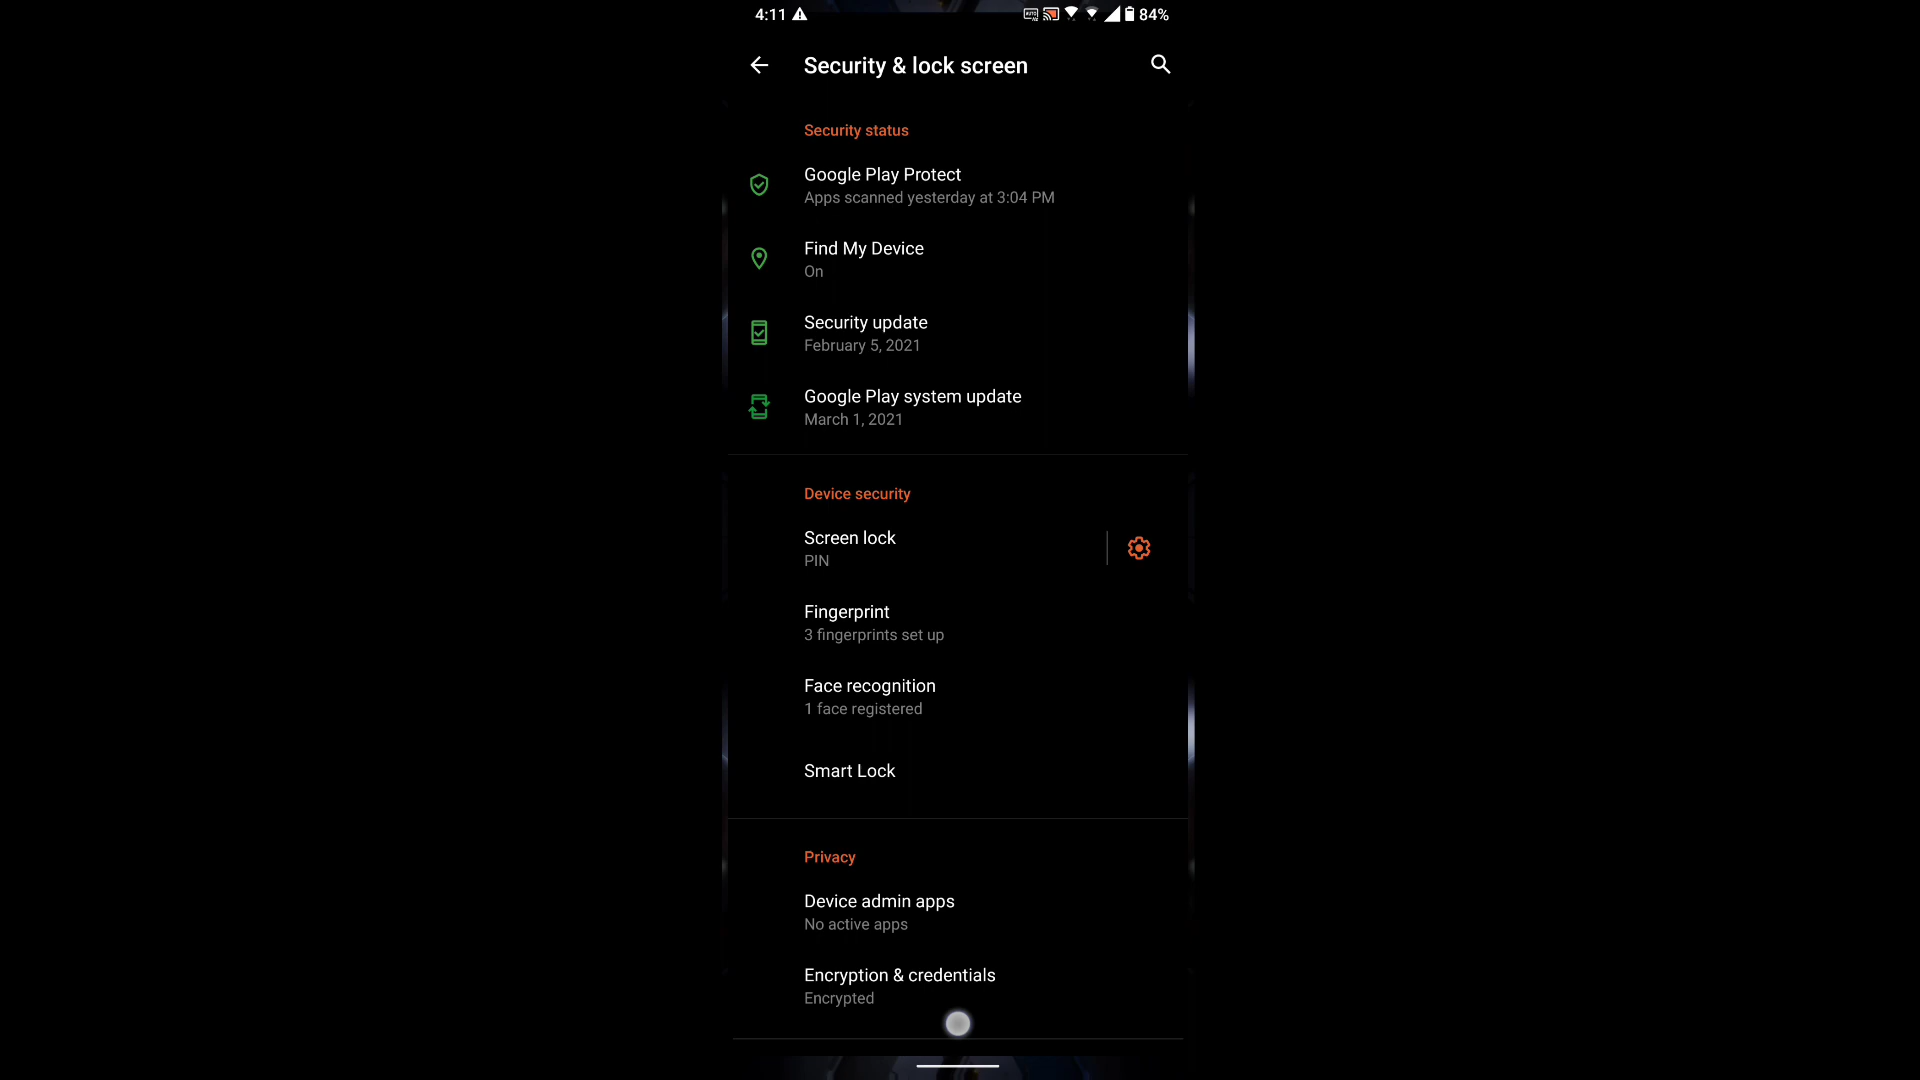 4:11 84%
Security & lock screen
Security status
Google Play Protect
Apps scanned yesterday at 3:04 PM
Find My Device
On
Security update
February 5, 2021
Google Play system update
March 1, 2021
Device security
Screen lock
PIN
Fingerprint
3 fingerprints set up
Face recognition
1 face registered
Smart Lock
Privacy
Device admin apps
No active apps
Encryption & credentials
Encrypted